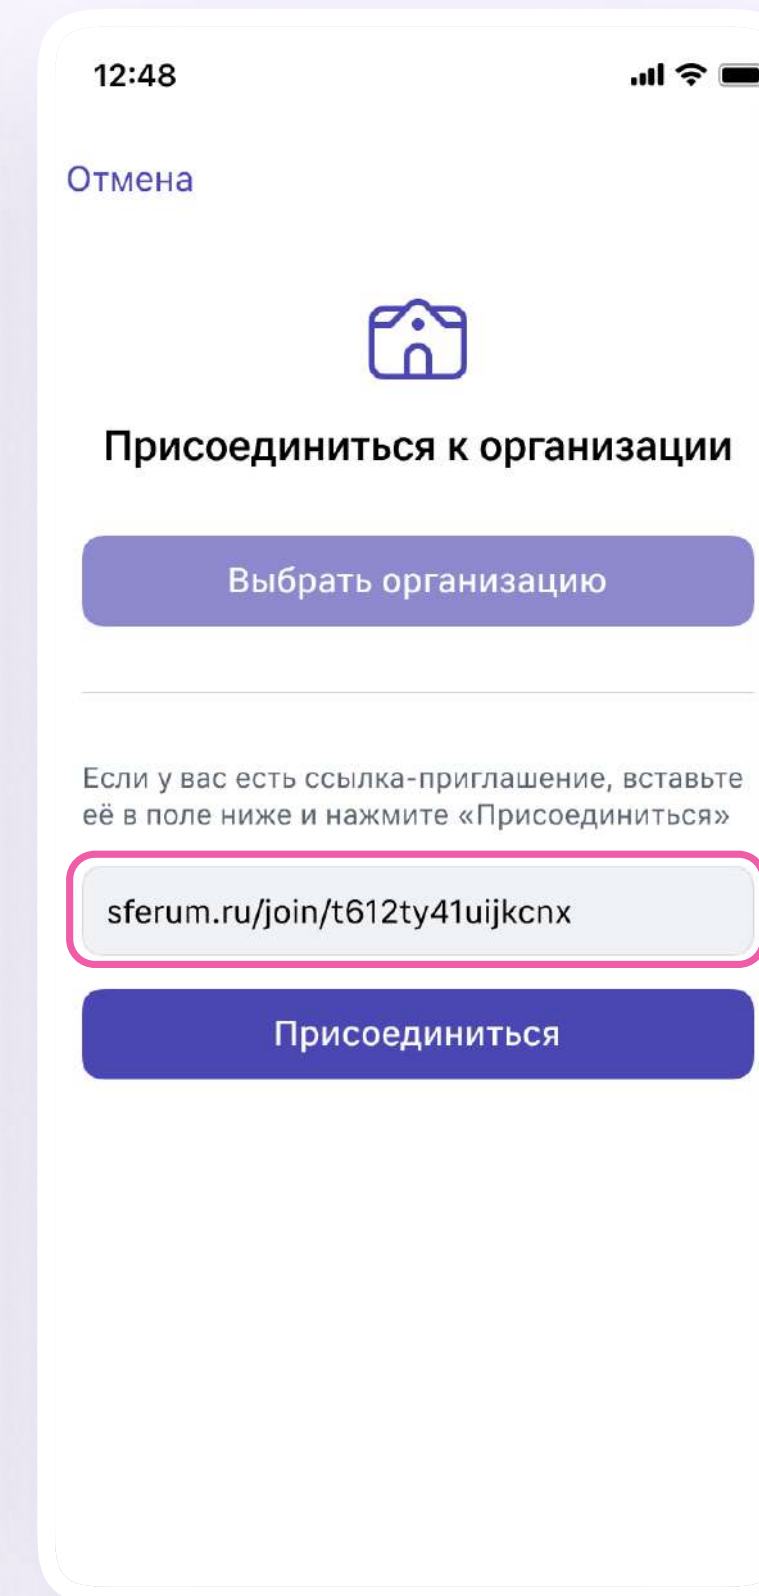 12:48
Отмена
Присоединиться к организации
Выбрать организацию
Если у вас есть ссылка-приглашение, вставьте
её в поле ниже и нажмите «Присоединиться»
sferum.ru/join/t612ty41uijkcnx
Присоединиться